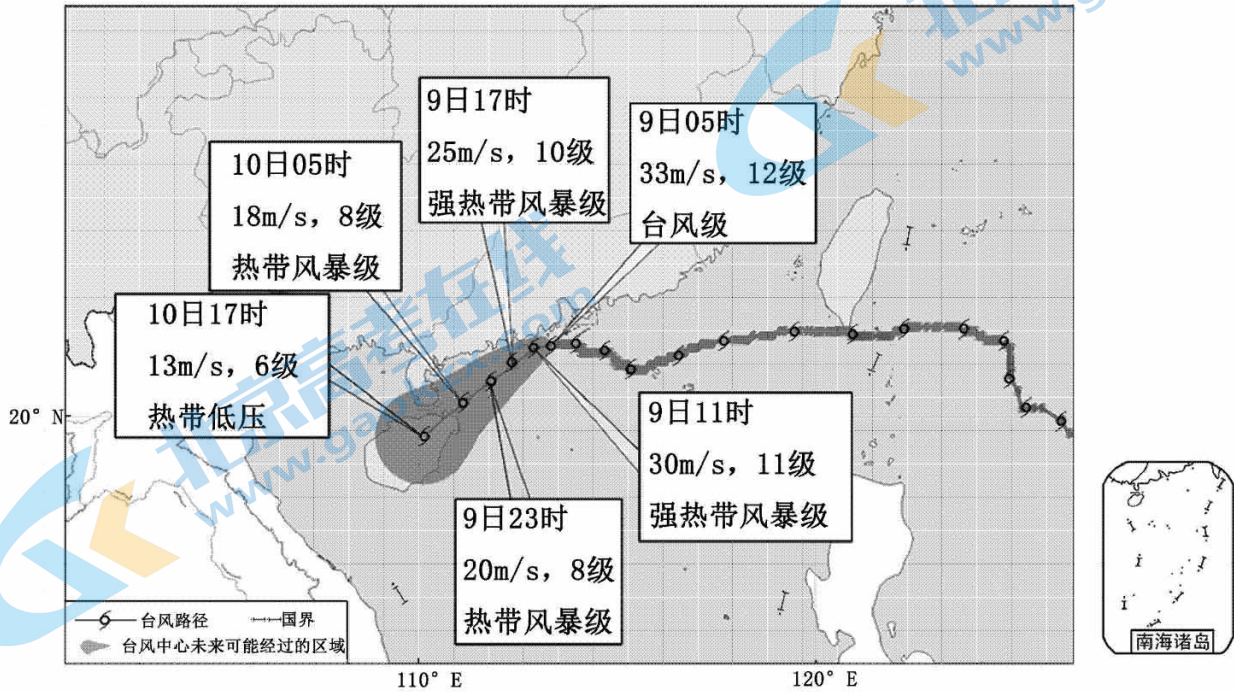 9日17时
25m/s，10级
强热带风暴级
9日05时
33m/s，12级
台风级
10日05时
18m/s，8级
热带风暴级
10日17时
13m/s，6级
热带低压
20° N
9日11时
30m/s，11级
强热带风暴级
9日23时
20m/s，8级
热带风暴级
台风路径
国界
台风中心未来可能经过的区域
南海诸岛
110° E
120° E
北京高考在线
www.gaokzx.com